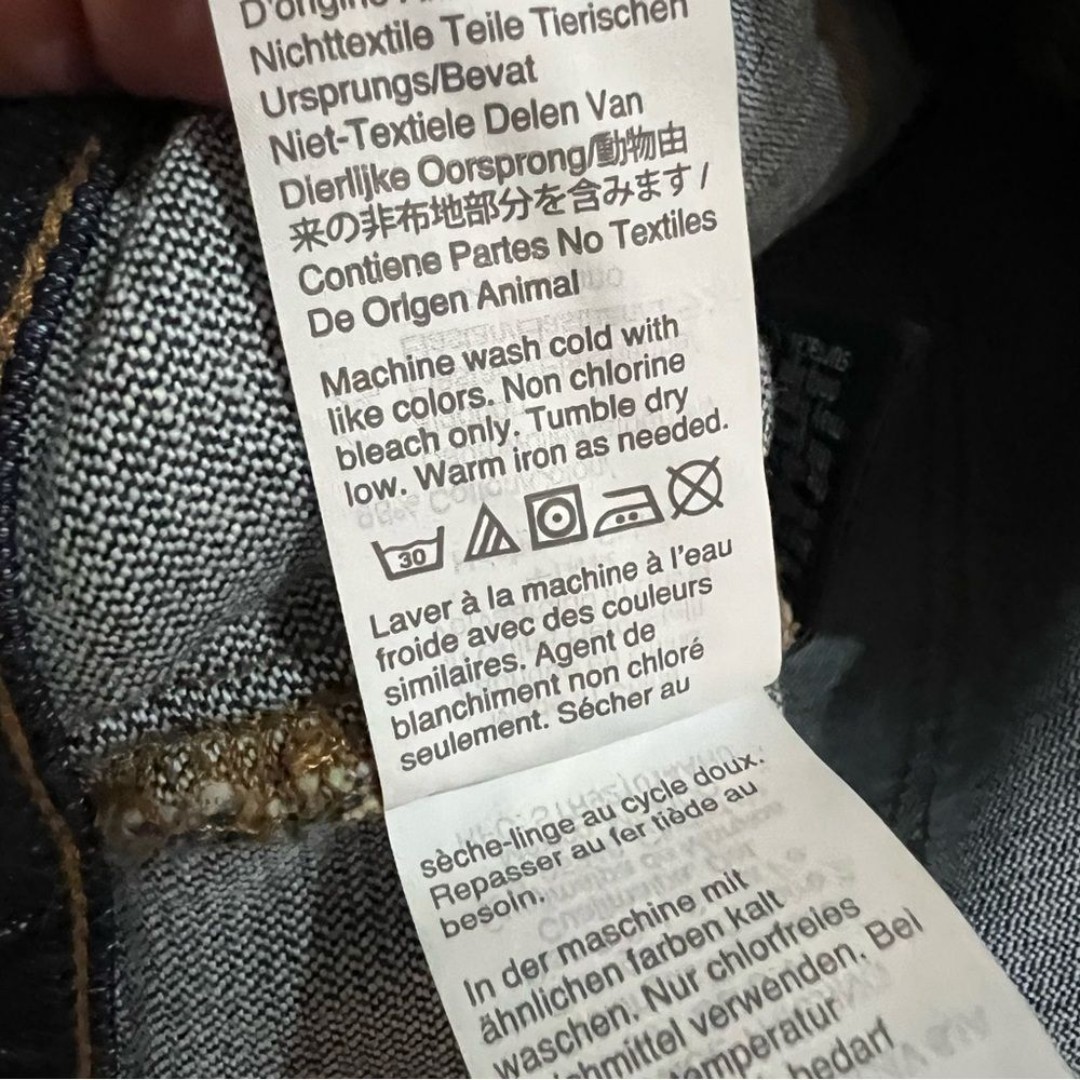 D'origine
Nichttextile Teile Tierischen
Ursprungs/Bevat
Niet-Textiele Delen Van
Dierlijke Oorsprong/動物由
来の非布地部分を含みます/
Contiene Partes No Textiles
De Origen Animal
Machine wash cold with
like colors. Non chlorine
bleach only. Tumble dry
low. Warm iron as needed.
30
Laver à la machine à l'eau
froide avec des couleurs
similaires. Agent de
blanchiment non chloré
seulement. Sécher au
sèche-linge au cycle doux.
Repasser au fer tiède au
besoin.
In der maschine mit
ähnlichen farben kalt
waschen. Nur chlorfreies
verwenden. Bei
bedarf